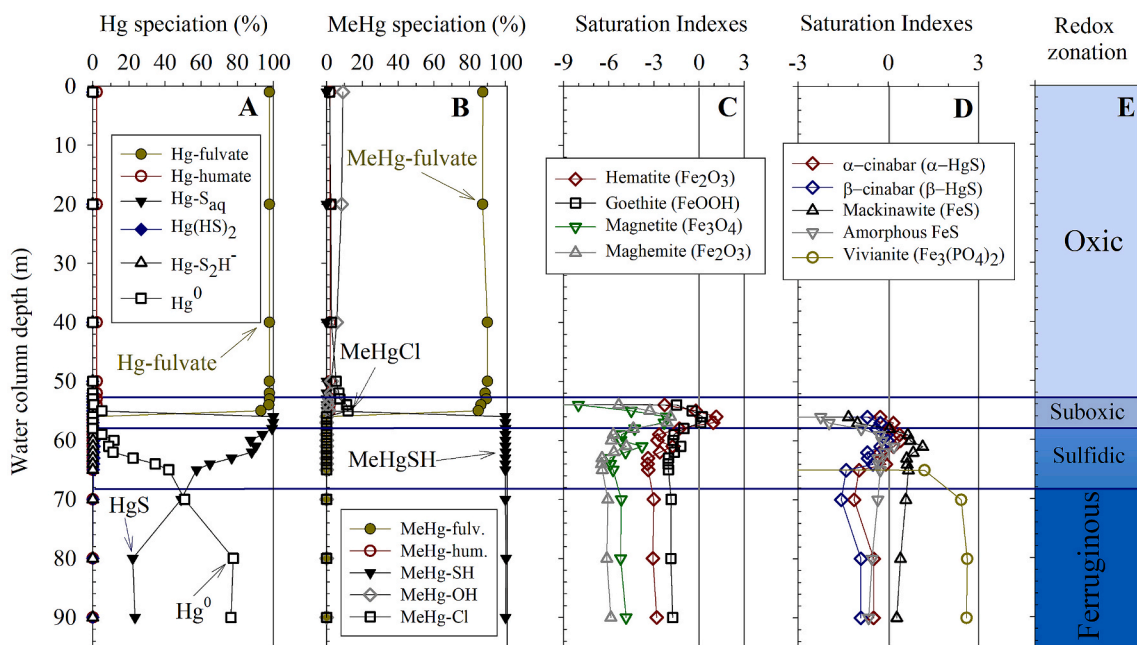 Hg speciation (%)
MeHg speciation (%)
Saturation Indexes
Saturation Indexes
Redox
zonation
0 20 40 60 80 100
0 20 40 60 80 100
-9 -6 -3 0 3
-3 0 3
Water column depth (m)
0
10
20
30
40
50
60
70
80
90
A
Hg-fulvate
Hg-humate
Hg-Saq
Hg(HS)2
Hg-S2H-
Hg0
Hg-fulvate
HgS
Hg0
B
MeHg-fulvate
MeHgCl
MeHgSH
MeHg-fulv.
MeHg-hum.
MeHg-SH
MeHg-OH
MeHg-Cl
C
Hematite (Fe2O3)
Goethite (FeOOH)
Magnetite (Fe3O4)
Maghemite (Fe2O3)
D
α-cinabar (α-HgS)
β-cinabar (β-HgS)
Mackinawite (FeS)
Amorphous FeS
Vivianite (Fe3(PO4)2)
E
Oxic
Suboxic
Sulfidic
Ferruginous